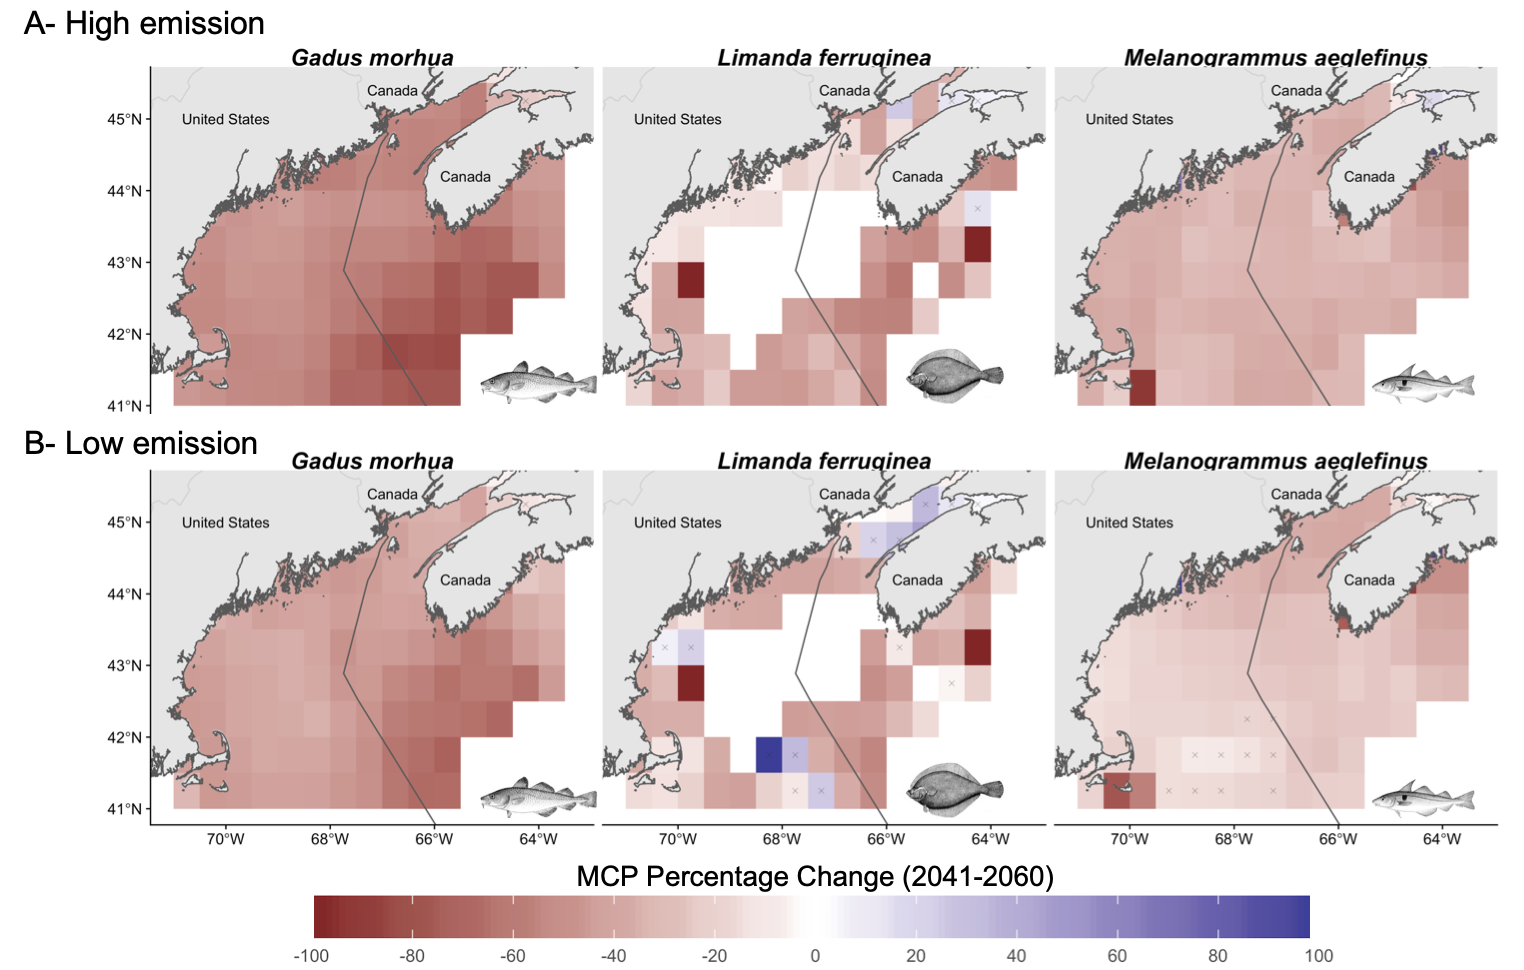 A- High emission
Gadus morhua
Limanda ferruginea
Melanogrammus aeglefinus
Canada
Canada
Canada
45°N
United States
United States
United States
44°N
Canada
Canada
Canada
43°N
42°N
41°N
B- Low emission
Gadus morhua
Limanda ferruginea
Melanogrammus aeglefinus
Canada
Canada
Canada
45°N
United States
United States
United States
44°N
Canada
Canada
Canada
43°N
42°N
41°N
70°W 68°W 66°W 64°W 70°W 68°W 66°W 64°W 70°W 68°W 66°W 64°W
MCP Percentage Change (2041-2060)
-100 -80 -60 -40 -20 0 20 40 60 80 100